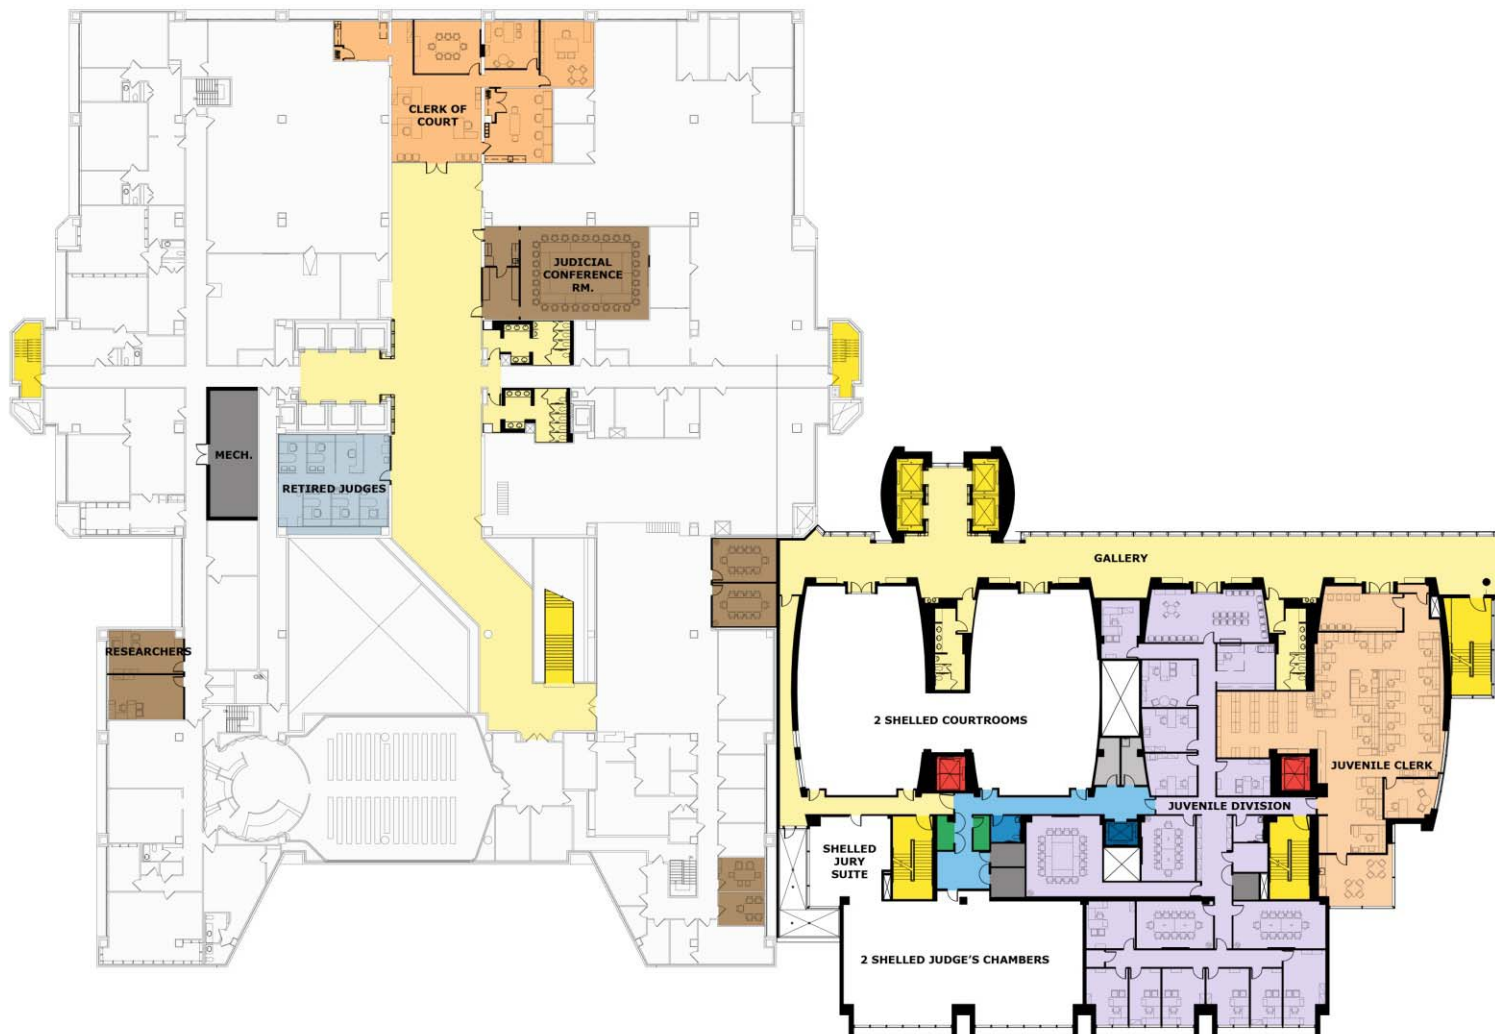 CLERK OF
COURT
JUDICIAL
CONFERENCE
RM.
MECH.
RETIRED JUDGES
GALLERY
RESEARCHERS
2 SHELLED COURTROOMS
JUVENILE CLERK
JUVENILE DIVISION
SHELLED
JURY
SUITE
2 SHELLED JUDGE'S CHAMBERS